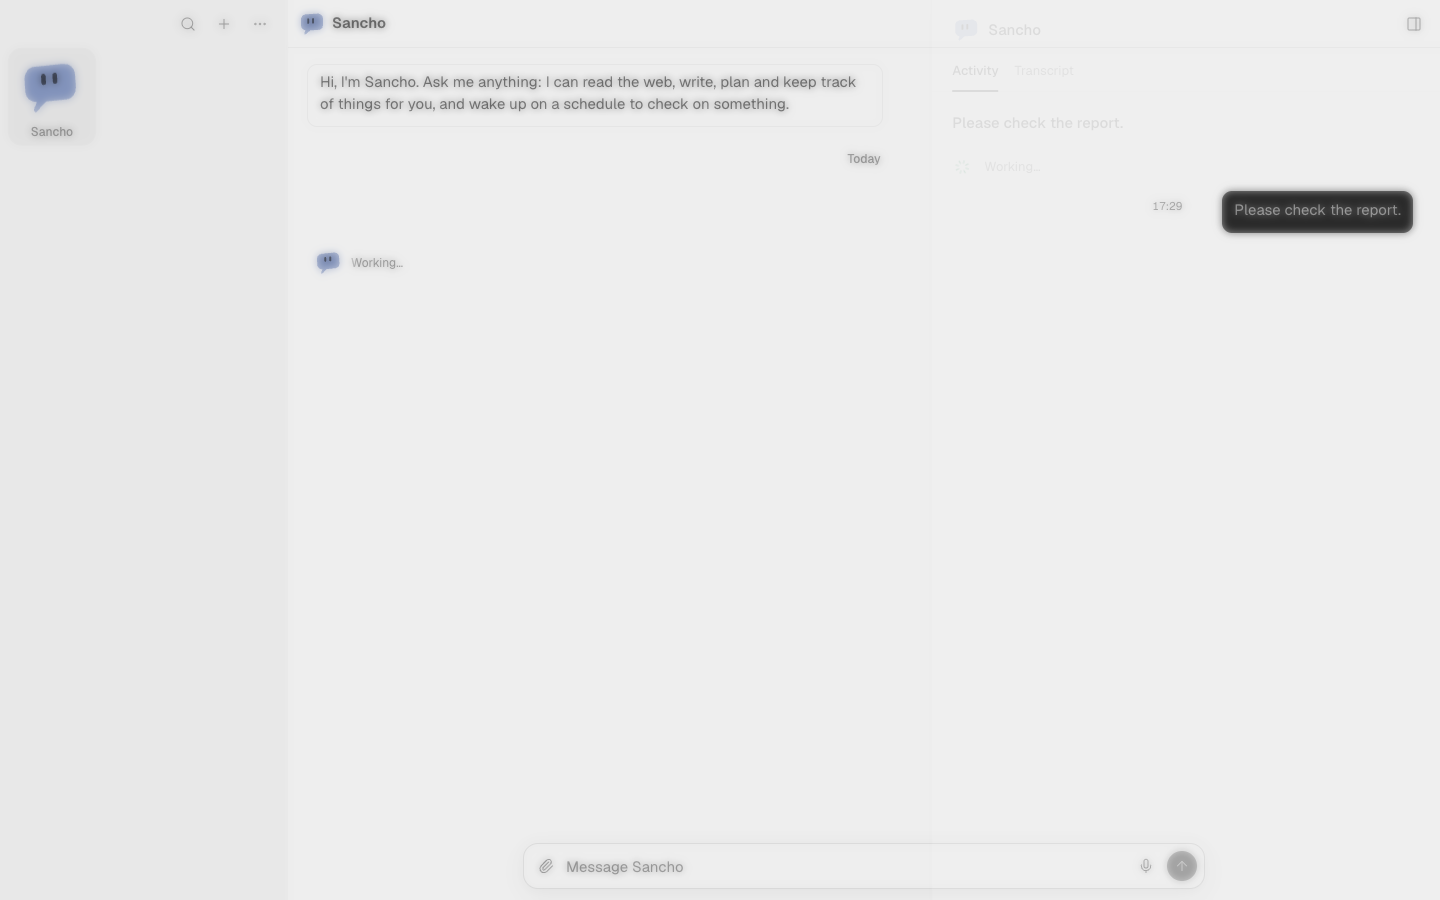 Sancho
Sancho
Hi, I'm Sancho. Ask me anything: I can read the web, write, plan and keep track
of things for you, and wake up on a schedule to check on something.
Today
17:29
Please check the report.
Working...
Message Sancho
Sancho
Activity Transcript
Please check the report.
Working...